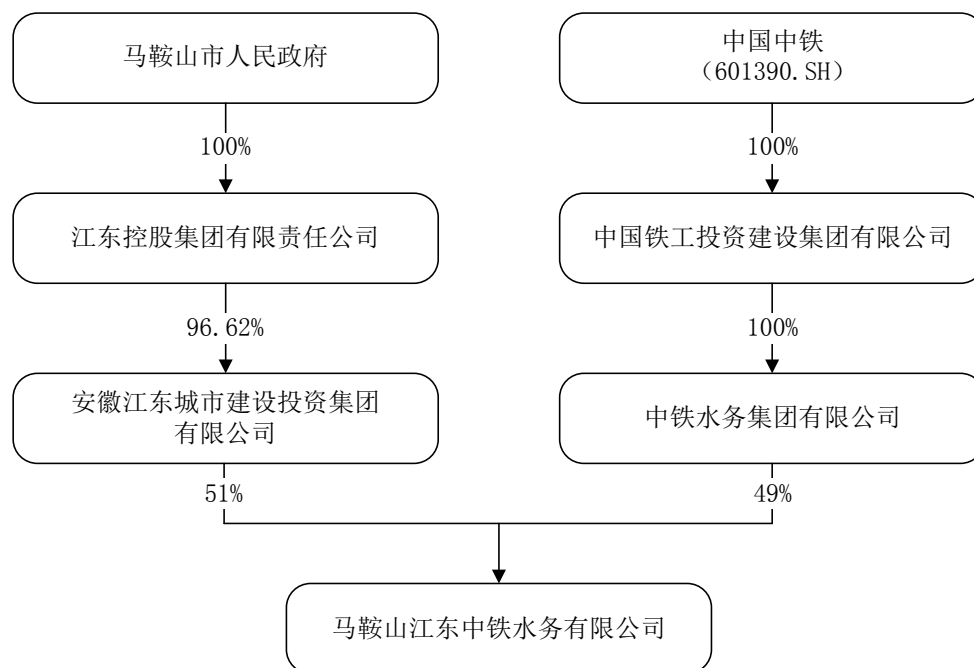 马鞍山市人民政府
中国中铁
（601390.SH）
100%
100%
江东控股集团有限责任公司
中国铁工投资建设集团有限公司
96.62%
100%
安徽江东城市建设投资集团
有限公司
中铁水务集团有限公司
51%
49%
马鞍山江东中铁水务有限公司